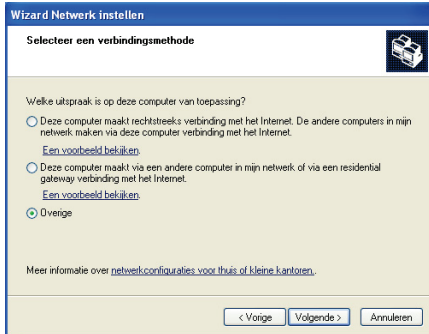 Wizard Netwerk instellen
Selecteer een verbindingsmethode
Welke uitspraak is op deze computer van toepassing?
Deze computer maakt rechtstreeks verbinding met het Internet. De andere computers in mijn
netwerk maken via deze computer verbinding met het Internet.
Een voorbeeld bekijken.
Deze computer maakt via een andere computer in mijn netwerk of via een residential
gateway verbinding met het Internet.
Een voorbeeld bekijken.
Overige
Meer informatie over netwerkconfiguraties voor thuis of kleine kantoren..
< Vorige Volgende > Annuleren